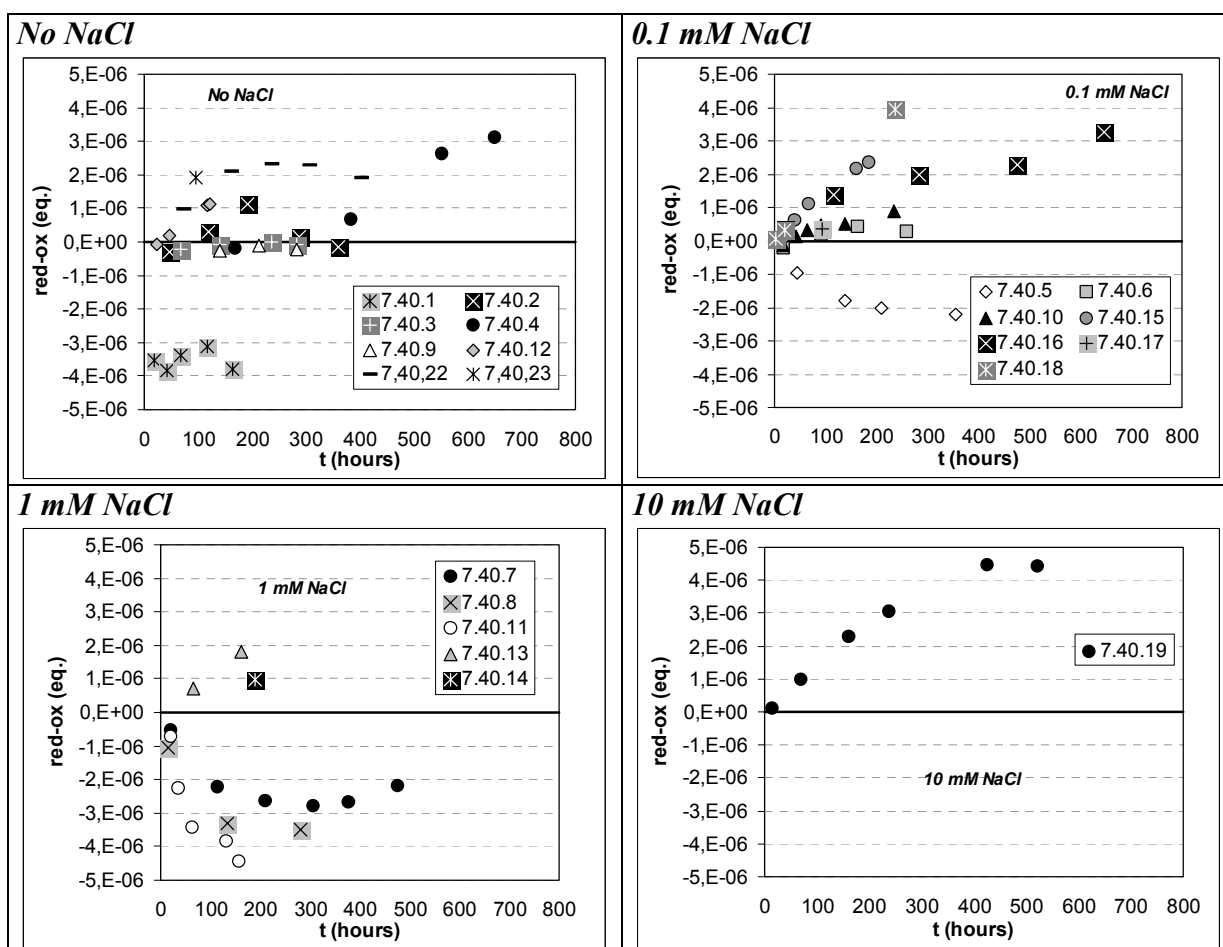 No NaCl
5,E-06
4,E-06
3,E-06
2,E-06
1,E-06
0,E+00
-1,E-06
-2,E-06
-3,E-06
-4,E-06
-5,E-06
red-ox (eq.)
No NaCl
7.40.1 7.40.2
7.40.3 7.40.4
7.40.9 7.40.12
7,40,22 7,40,23
0 100 200 300 400 500 600 700 800
t (hours)
0.1 mM NaCl
5,E-06
4,E-06
3,E-06
2,E-06
1,E-06
0,E+00
-1,E-06
-2,E-06
-3,E-06
-4,E-06
-5,E-06
red-ox (eq.)
0.1 mM NaCl
7.40.5 7.40.6
7.40.10 7.40.15
7.40.16 7.40.17
7.40.18
0 100 200 300 400 500 600 700 800
t (hours)
1 mM NaCl
5,E-06
4,E-06
3,E-06
2,E-06
1,E-06
0,E+00
-1,E-06
-2,E-06
-3,E-06
-4,E-06
-5,E-06
red-ox (eq.)
1 mM NaCl
7.40.7
7.40.8
7.40.11
7.40.13
7.40.14
0 100 200 300 400 500 600 700 800
t (hours)
10 mM NaCl
5,E-06
4,E-06
3,E-06
2,E-06
1,E-06
0,E+00
-1,E-06
-2,E-06
-3,E-06
-4,E-06
-5,E-06
red-ox (eq.)
7.40.19
10 mM NaCl
0 100 200 300 400 500 600 700 800
t (hours)